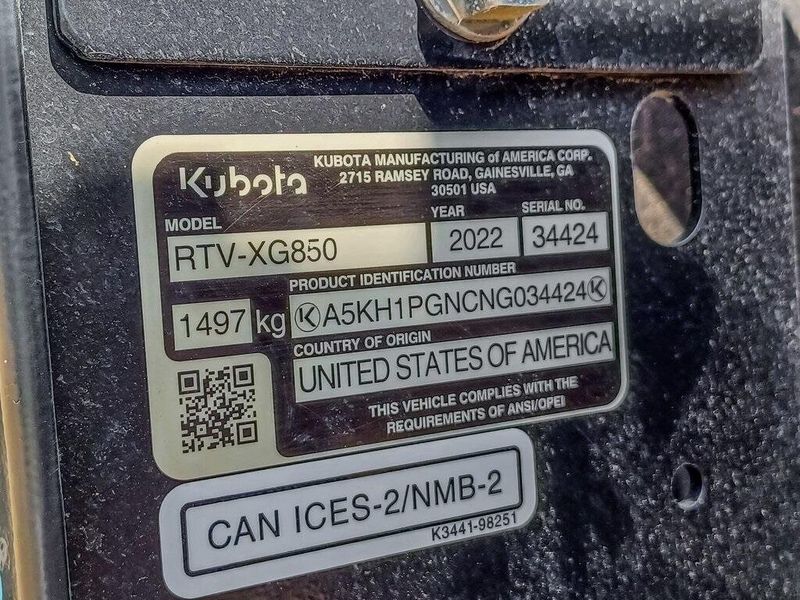 Kubota
KUBOTA MANUFACTURING of AMERICA CORP.
2715 RAMSEY ROAD, GAINESVILLE, GA
30501 USA
MODEL
YEAR
SERIAL NO.
RTV-XG850
2022
34424
PRODUCT IDENTIFICATION NUMBER
1497 kg
A5KH1PGNCNG034424
COUNTRY OF ORIGIN
UNITED STATES OF AMERICA
THIS VEHICLE COMPLIES WITH THE
REQUIREMENTS OF ANSI/OPEI
CAN ICES-2/NMB-2
K3441-98251